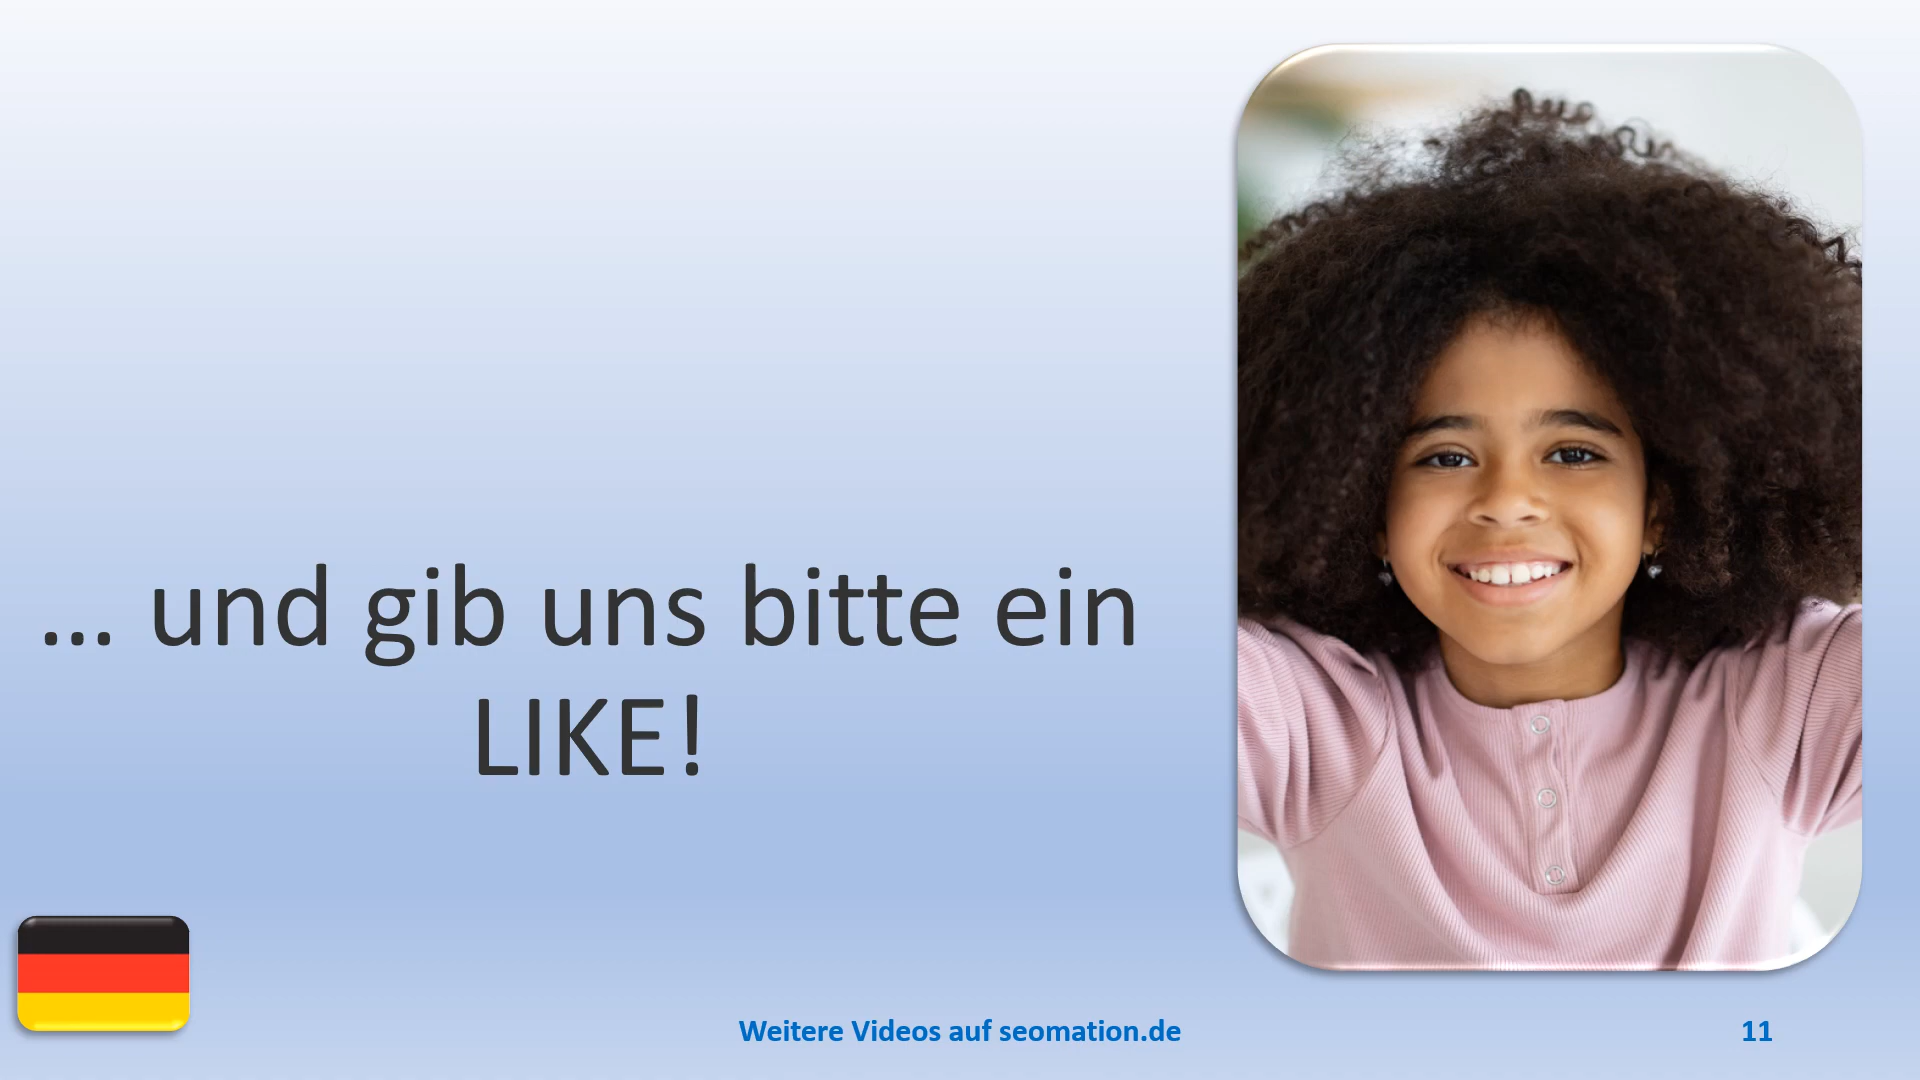 ... und gib uns bitte ein
LIKE!
Weitere Videos auf seomation.de
11